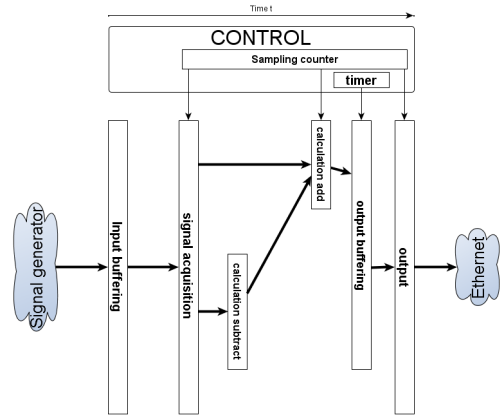 Time t
CONTROL
Sampling counter
timer
Signal generator
Input buffering
signal acquisition
calculation subtract
calculation add
output buffering
output
Ethernet